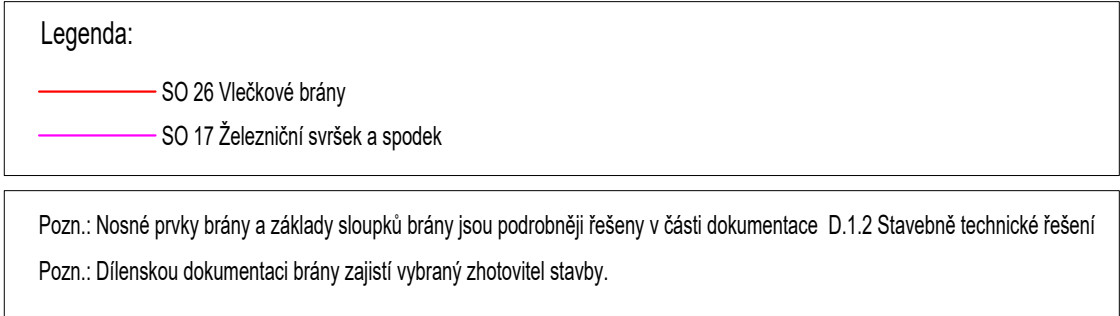 Legenda:
SO 26 Vlečkové brány
SO 17 Železniční svršek a spodek
Pozn.: Nosné prvky brány a základy sloupků brány jsou podrobněji řešeny v části dokumentace D.1.2 Stavebně technické řešení
Pozn.: Dílenskou dokumentaci brány zajistí vybraný zhotovitel stavby.